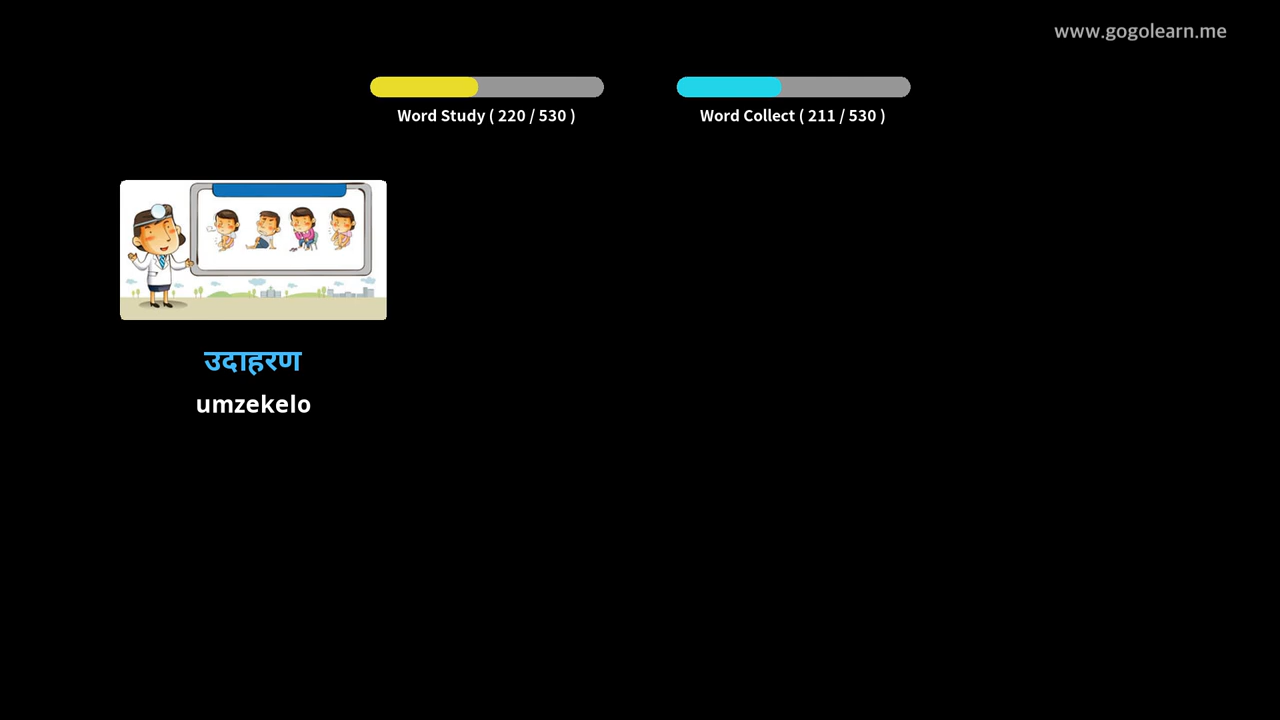 www.gogolearn.me
Word Study ( 220 / 530 )
Word Collect ( 211 / 530 )
उदाहरण
umzekelo